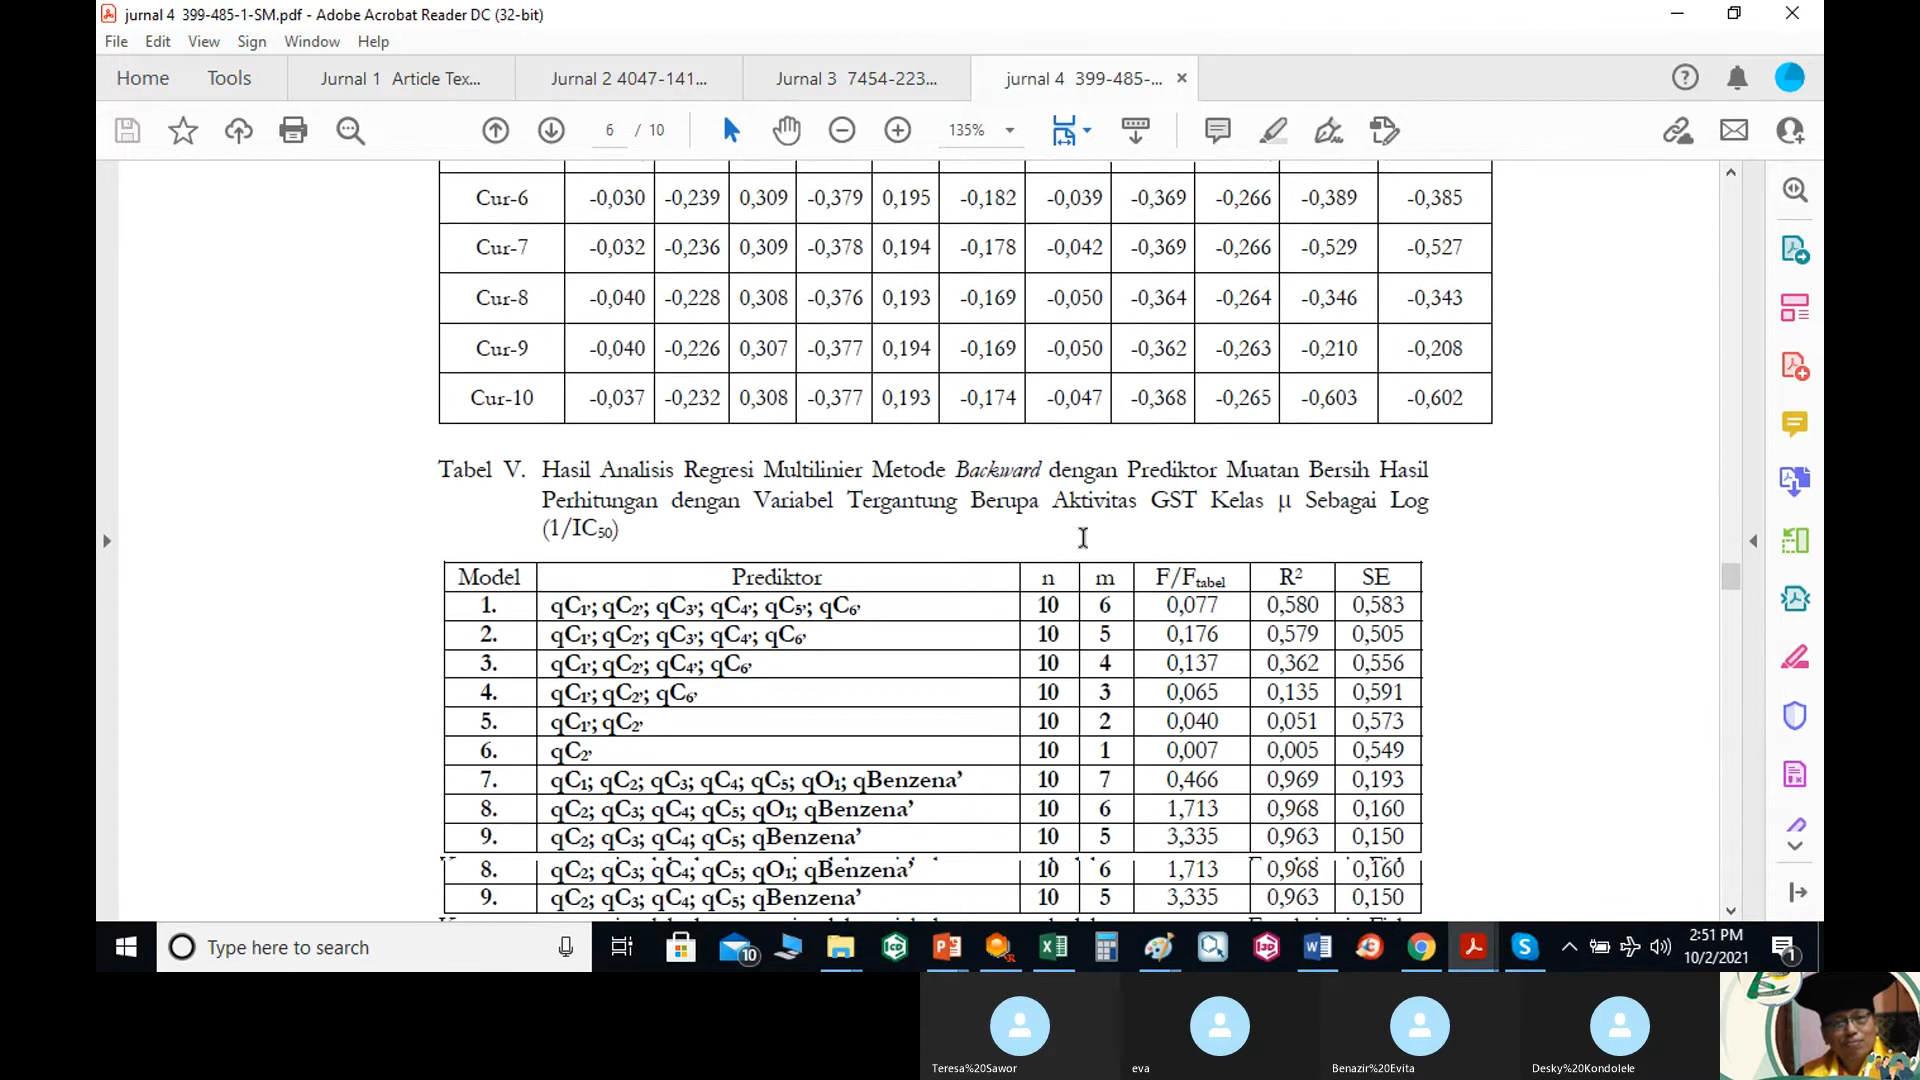 jurnal 4 399-485-1-SM.pdf - Adobe Acrobat Reader DC (32-bit)
File Edit View Sign Window Help
Home Tools Jurnal 1 Article Tex... Jurnal 2 4047-141... Jurnal 3 7454-223... jurnal 4 399-485-...
6 / 10 135%
Cur-6 -0,030 -0,239 0,309 -0,379 0,195 -0,182 -0,039 -0,369 -0,266 -0,389 -0,385
Cur-7 -0,032 -0,236 0,309 -0,378 0,194 -0,178 -0,042 -0,369 -0,266 -0,529 -0,527
Cur-8 -0,040 -0,228 0,308 -0,376 0,193 -0,169 -0,050 -0,364 -0,264 -0,346 -0,343
Cur-9 -0,040 -0,226 0,307 -0,377 0,194 -0,169 -0,050 -0,362 -0,263 -0,210 -0,208
Cur-10 -0,037 -0,232 0,308 -0,377 0,193 -0,174 -0,047 -0,368 -0,265 -0,603 -0,602
Tabel V. Hasil Analisis Regresi Multilinier Metode Backward dengan Prediktor Muatan Bersih Hasil
Perhitungan dengan Variabel Tergantung Berupa Aktivitas GST Kelas μ Sebagai Log
(1/IC50)
Model Prediktor n m F/Ftabel R² SE
1. qC1'; qC2'; qC3'; qC4'; qC5'; qC6' 10 6 0,077 0,580 0,583
2. qC1'; qC2'; qC3'; qC4'; qC6' 10 5 0,176 0,579 0,505
3. qC1'; qC2'; qC4'; qC6' 10 4 0,137 0,362 0,556
4. qC1'; qC2'; qC6' 10 3 0,065 0,135 0,591
5. qC1'; qC2' 10 2 0,040 0,051 0,573
6. qC2' 10 1 0,007 0,005 0,549
7. qC1; qC2; qC3; qC4; qC5; qO1; qBenzena' 10 7 0,466 0,969 0,193
8. qC2; qC3; qC4; qC5; qO1; qBenzena' 10 6 1,713 0,968 0,160
9. qC2; qC3; qC4; qC5; qBenzena' 10 5 3,335 0,963 0,150
8. qC2; qC3; qC4; qC5; qO1; qBenzena' 10 6 1,713 0,968 0,160
9. qC2; qC3; qC4; qC5; qBenzena' 10 5 3,335 0,963 0,150
Type here to search 10 2:51 PM
10/2/2021 1
Teresa%20Sawor eva Benazir%20Evita Desky%20Kondolele